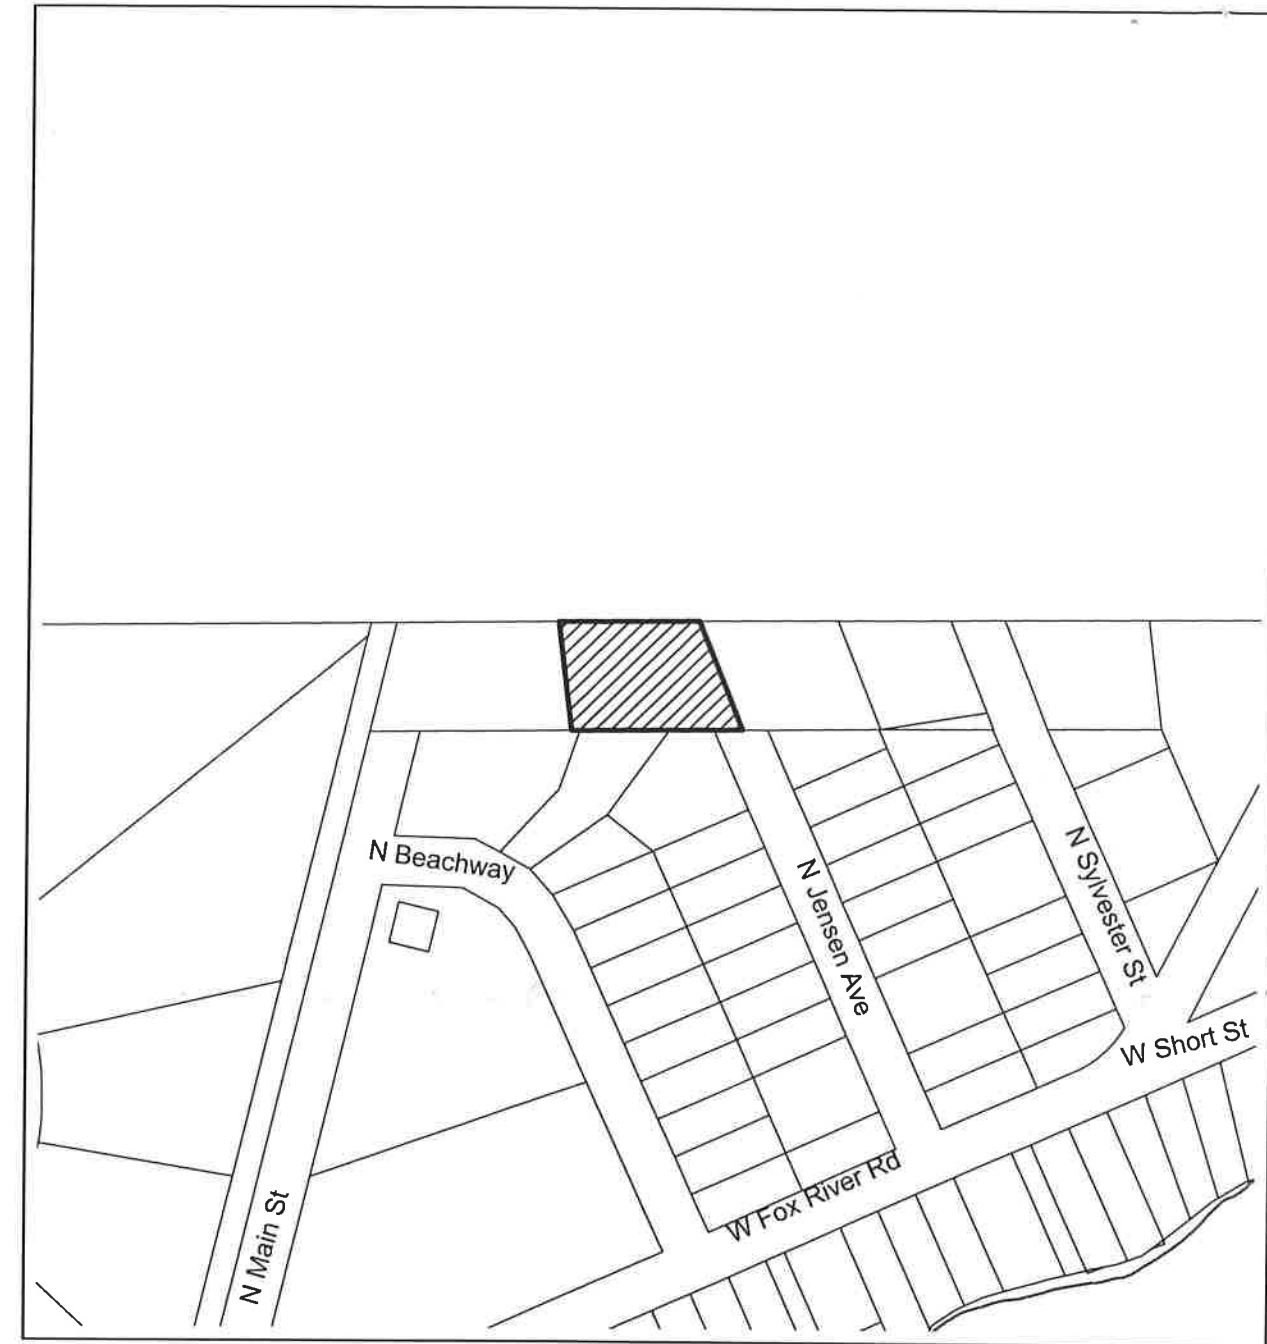 N Beachway
N Jensen Ave
N Sylvester St
W Short St
W Fox River Rd
N Main St